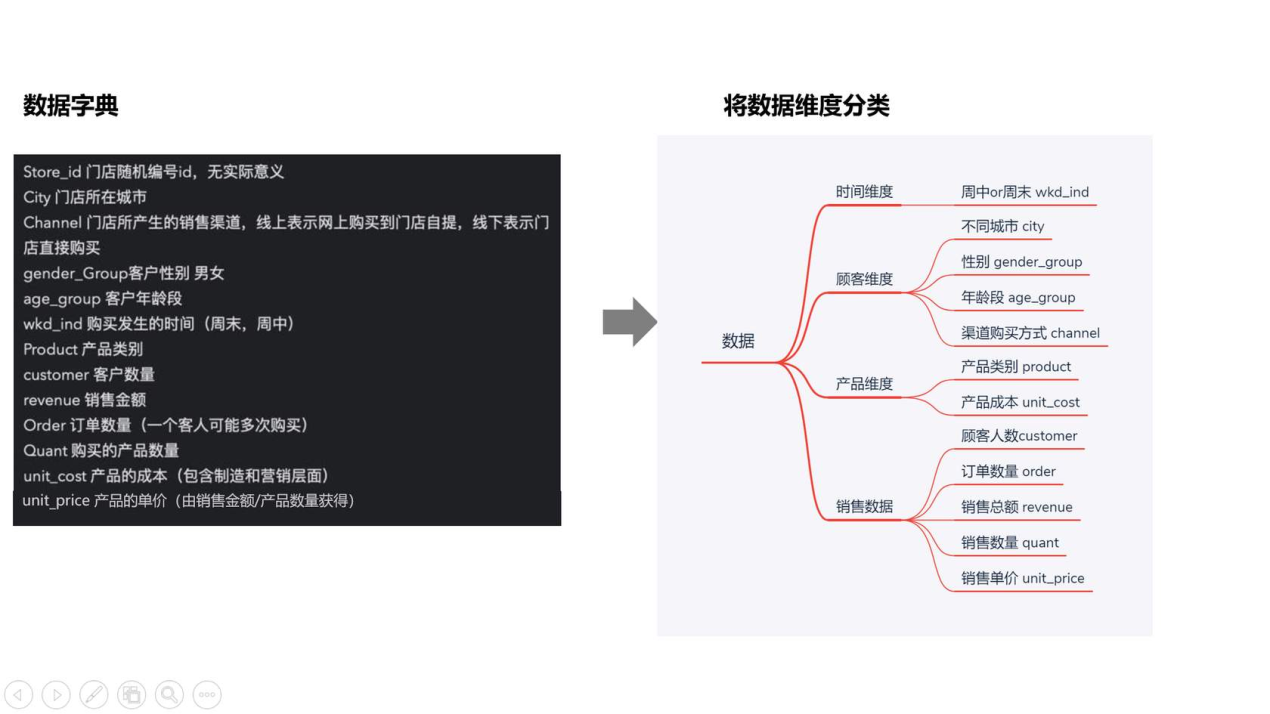 数据字典
Store_id 门店随机编号id，无实际意义
City 门店所在城市
Channel 门店所产生的销售渠道，线上表示网上购买到门店自提，线下表示门
店直接购买
gender_Group客户性别 男女
age_group 客户年龄段
wkd_ind 购买发生的时间（周末，周中）
Product 产品类别
customer 客户数量
revenue 销售金额
Order 订单数量（一个客人可能多次购买）
Quant 购买的产品数量
unit_cost 产品的成本（包含制造和营销层面）
unit_price 产品的单价（由销售金额/产品数量获得）
将数据维度分类
数据
时间维度
周中or周末 wkd_ind
顾客维度
不同城市 city
性别 gender_group
年龄段 age_group
渠道购买方式 channel
产品维度
产品类别 product
产品成本 unit_cost
销售数据
顾客人数customer
订单数量 order
销售总额 revenue
销售数量 quant
销售单价 unit_price